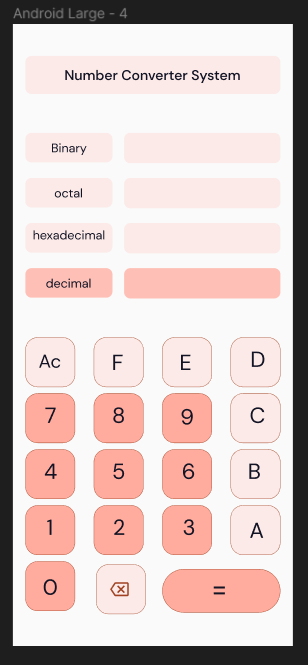 Android Large - 4
Number Converter System
Binary
octal
hexadecimal
decimal
Ac F E D
7 8 9 C
4 5 6 B
1 2 3 A
0 =